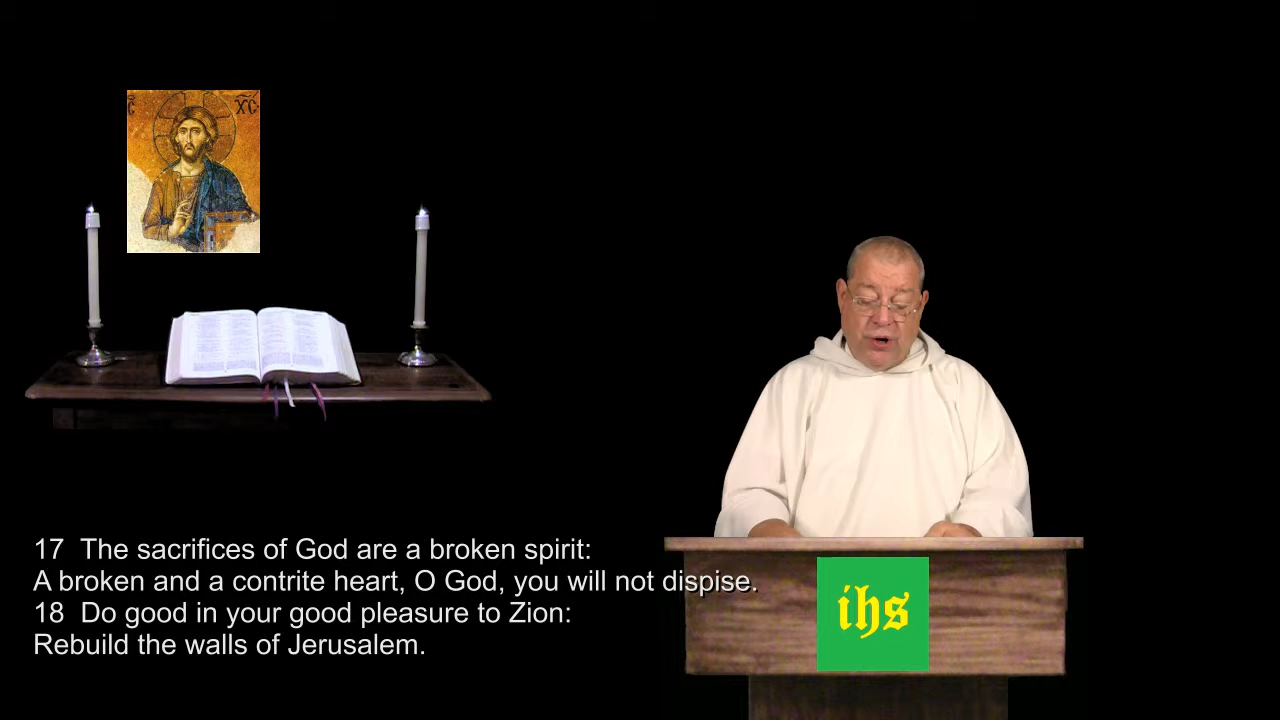 XC
17 The sacrifices of God are a broken spirit:
A broken and a contrite heart, O God, you will not dispise.
18 Do good in your good pleasure to Zion:
Rebuild the walls of Jerusalem.
ihs